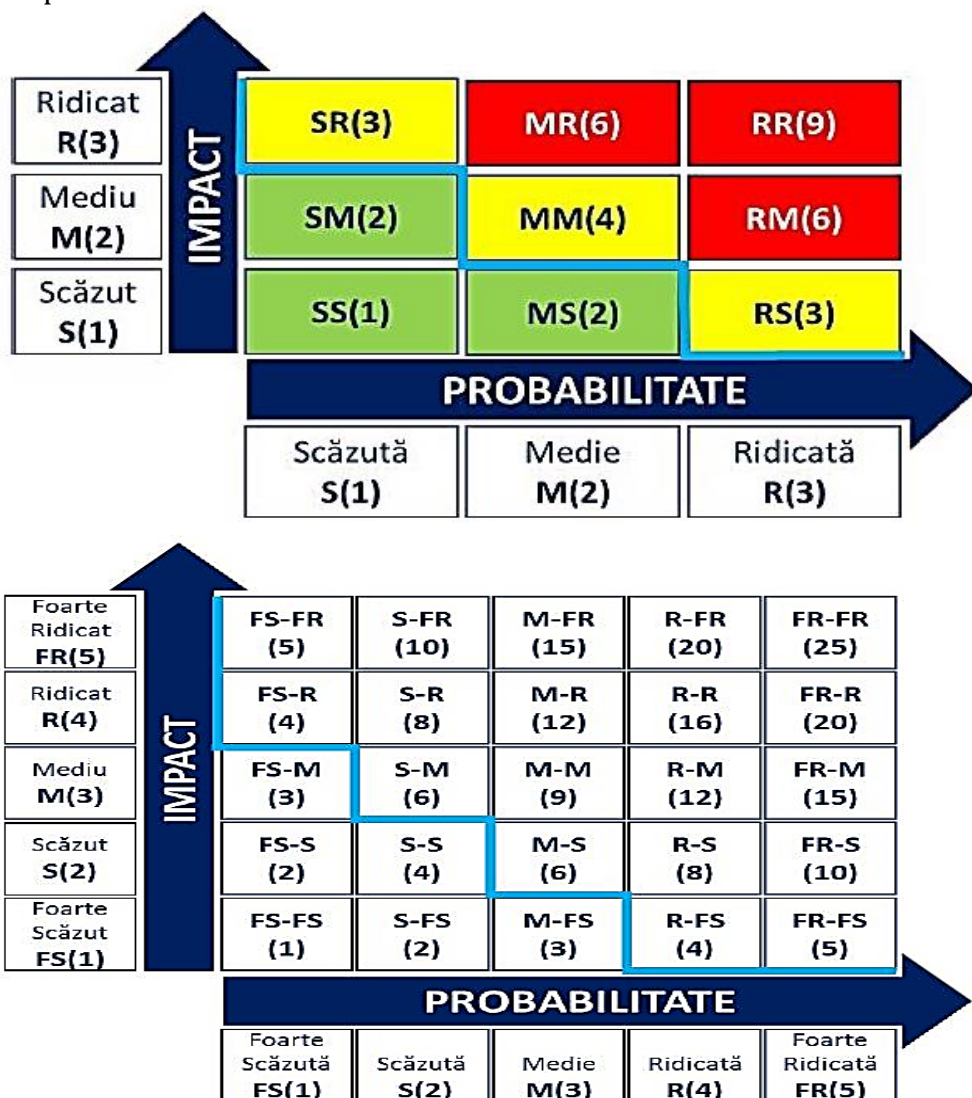 Ridicat
R(3)
SR(3)
MR(6)
RR(9)
Mediu
M(2)
SM(2)
MM(4)
RM(6)
Scăzut
S(1)
SS(1)
MS(2)
RS(3)
IMPACT
PROBABILITATE
Scăzută
S(1)
Medie
M(2)
Ridicată
R(3)
Foarte
Ridicat
FR(5)
FS-FR
(5)
S-FR
(10)
M-FR
(15)
R-FR
(20)
FR-FR
(25)
Ridicat
R(4)
FS-R
(4)
S-R
(8)
M-R
(12)
R-R
(16)
FR-R
(20)
Mediu
M(3)
FS-M
(3)
S-M
(6)
M-M
(9)
R-M
(12)
FR-M
(15)
Scăzut
S(2)
FS-S
(2)
S-S
(4)
M-S
(6)
R-S
(8)
FR-S
(10)
Foarte
Scăzut
FS(1)
FS-FS
(1)
S-FS
(2)
M-FS
(3)
R-FS
(4)
FR-FS
(5)
IMPACT
PROBABILITATE
Foarte
Scăzută
FS(1)
Scăzută
S(2)
Medie
M(3)
Ridicată
R(4)
Foarte
Ridicată
FR(5)